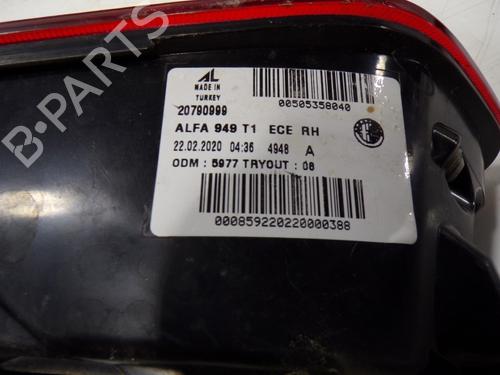 AL
MADE IN
TURKEY
00505358040
20790999
ALFA 949 T1 ECE RH
22.02.2020 04:36 4948 A
ODM : 5977 TRYOUT : 08
000859220220000388
B-PARTS